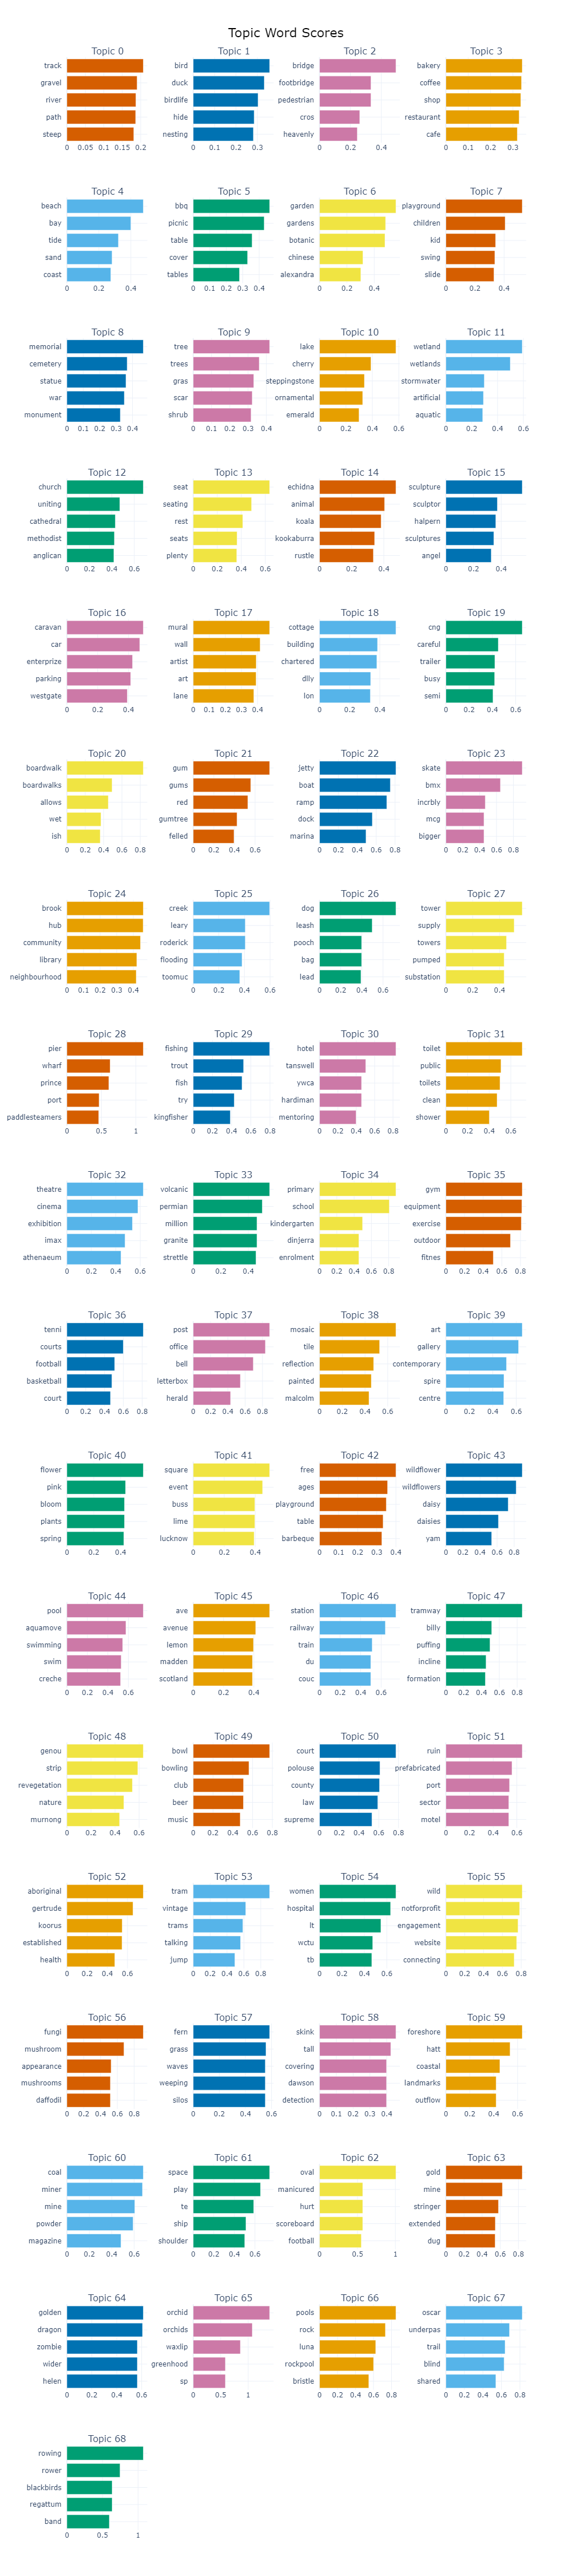 Topic Word Scores
Topic 0
track
gravel
river
path
steep
0 0.05 0.1 0.15 0.2
Topic 1
bird
duck
birdlife
hide
nesting
0 0.1 0.2 0.3
Topic 2
bridge
footbridge
pedestrian
cros
heavenly
0 0.2 0.4
Topic 3
bakery
coffee
shop
restaurant
cafe
0 0.1 0.2 0.3
Topic 4
beach
bay
tide
sand
coast
0 0.2 0.4
Topic 5
bbq
picnic
table
cover
tables
0 0.1 0.2 0.3 0.4
Topic 6
garden
gardens
botanic
chinese
alexandra
0 0.2 0.4
Topic 7
playground
children
kid
swing
slide
0 0.2 0.4
Topic 8
memorial
cemetery
statue
war
monument
0 0.1 0.2 0.3 0.4
Topic 9
tree
trees
gras
scar
shrub
0 0.1 0.2 0.3 0.4
Topic 10
lake
cherry
steppingstone
ornamental
emerald
0 0.2 0.4 0.6
Topic 11
wetland
wetlands
stormwater
artificial
aquatic
0 0.2 0.4 0.6
Topic 12
church
uniting
cathedral
methodist
anglican
0 0.2 0.4 0.6
Topic 13
seat
seating
rest
seats
plenty
0 0.2 0.4 0.6
Topic 14
echidna
animal
koala
kookaburra
rustle
0 0.2 0.4
Topic 15
sculpture
sculptor
halpern
sculptures
angel
0 0.2 0.4
Topic 16
caravan
car
enterprize
parking
westgate
0 0.2 0.4
Topic 17
mural
wall
artist
art
lane
0 0.1 0.2 0.3 0.4
Topic 18
cottage
building
chartered
dlly
lon
0 0.2 0.4
Topic 19
cng
careful
trailer
busy
semi
0 0.2 0.4 0.6
Topic 20
boardwalk
boardwalks
allows
wet
ish
0 0.2 0.4 0.6 0.8
Topic 21
gum
gums
red
gumtree
felled
0 0.2 0.4 0.6
Topic 22
jetty
boat
ramp
dock
marina
0 0.2 0.4 0.6 0.8
Topic 23
skate
bmx
incrbly
mcg
bigger
0 0.2 0.4 0.6 0.8
Topic 24
brook
hub
community
library
neighbourhood
0 0.1 0.2 0.3 0.4
Topic 25
creek
leary
roderick
flooding
toomuc
0 0.2 0.4 0.6
Topic 26
dog
leash
pooch
bag
lead
0 0.2 0.4 0.6
Topic 27
tower
supply
towers
pumped
substation
0 0.2 0.4
Topic 28
pier
wharf
prince
port
paddlesteamers
0 0.5 1
Topic 29
fishing
trout
fish
try
kingfisher
0 0.2 0.4 0.6 0.8
Topic 30
hotel
tanswell
ywca
hardiman
mentoring
0 0.2 0.4 0.6 0.8
Topic 31
toilet
public
toilets
clean
shower
0 0.2 0.4 0.6
Topic 32
theatre
cinema
exhibition
imax
athenaeum
0 0.2 0.4 0.6
Topic 33
volcanic
permian
million
granite
strettle
0 0.2 0.4
Topic 34
primary
school
kindergarten
dinjerra
enrolment
0 0.2 0.4 0.6 0.8
Topic 35
gym
equipment
exercise
outdoor
fitnes
0 0.2 0.4 0.6 0.8
Topic 36
tenni
courts
football
basketball
court
0 0.2 0.4 0.6 0.8
Topic 37
post
office
bell
letterbox
herald
0 0.2 0.4 0.6 0.8
Topic 38
mosaic
tile
reflection
painted
malcolm
0 0.2 0.4 0.6
Topic 39
art
gallery
contemporary
spire
centre
0 0.2 0.4 0.6
Topic 40
flower
pink
bloom
plants
spring
0 0.2 0.4
Topic 41
square
event
buss
lime
lucknow
0 0.2 0.4
Topic 42
free
ages
playground
table
barbeque
0 0.1 0.2 0.3 0.4
Topic 43
wildflower
wildflowers
daisy
daisies
yam
0 0.2 0.4 0.6 0.8
Topic 44
pool
aquamove
swimming
swim
creche
0 0.2 0.4 0.6
Topic 45
ave
avenue
lemon
madden
scotland
0 0.2 0.4
Topic 46
station
railway
train
du
couc
0 0.2 0.4 0.6
Topic 47
tramway
billy
puffing
incline
formation
0 0.2 0.4 0.6 0.8
Topic 48
genou
strip
revegetation
nature
murnong
0 0.2 0.4 0.6
Topic 49
bowl
bowling
club
beer
music
0 0.2 0.4 0.6 0.8
Topic 50
court
polouse
county
law
supreme
0 0.2 0.4 0.6 0.8
Topic 51
ruin
prefabricated
port
sector
motel
0 0.2 0.4 0.6
Topic 52
aboriginal
gertrude
koorus
established
health
0 0.2 0.4 0.6
Topic 53
tram
vintage
trams
talking
jump
0 0.2 0.4 0.6 0.8
Topic 54
women
hospital
lt
wctu
tb
0 0.2 0.4 0.6
Topic 55
wild
notforprofit
engagement
website
connecting
0 0.2 0.4 0.6 0.8
Topic 56
fungi
mushroom
appearance
mushrooms
daffodil
0 0.2 0.4 0.6 0.8
Topic 57
fern
grass
waves
weeping
silos
0 0.2 0.4 0.6
Topic 58
skink
tall
covering
dawson
detection
0 0.1 0.2 0.3 0.4
Topic 59
foreshore
hatt
coastal
landmarks
outflow
0 0.2 0.4 0.6
Topic 60
coal
miner
mine
powder
magazine
0 0.2 0.4 0.6
Topic 61
space
play
te
ship
shoulder
0 0.2 0.4 0.6
Topic 62
oval
manicured
hurt
scoreboard
football
0 0.5 1
Topic 63
gold
mine
stringer
extended
dug
0 0.2 0.4 0.6 0.8
Topic 64
golden
dragon
zombie
wider
helen
0 0.2 0.4 0.6
Topic 65
orchid
orchids
waxlip
greenhood
sp
0 0.5 1
Topic 66
pools
rock
luna
rockpool
bristle
0 0.2 0.4 0.6 0.8
Topic 67
oscar
underpas
trail
blind
shared
0 0.2 0.4 0.6 0.8
Topic 68
rowing
rower
blackbirds
regattum
band
0 0.5 1